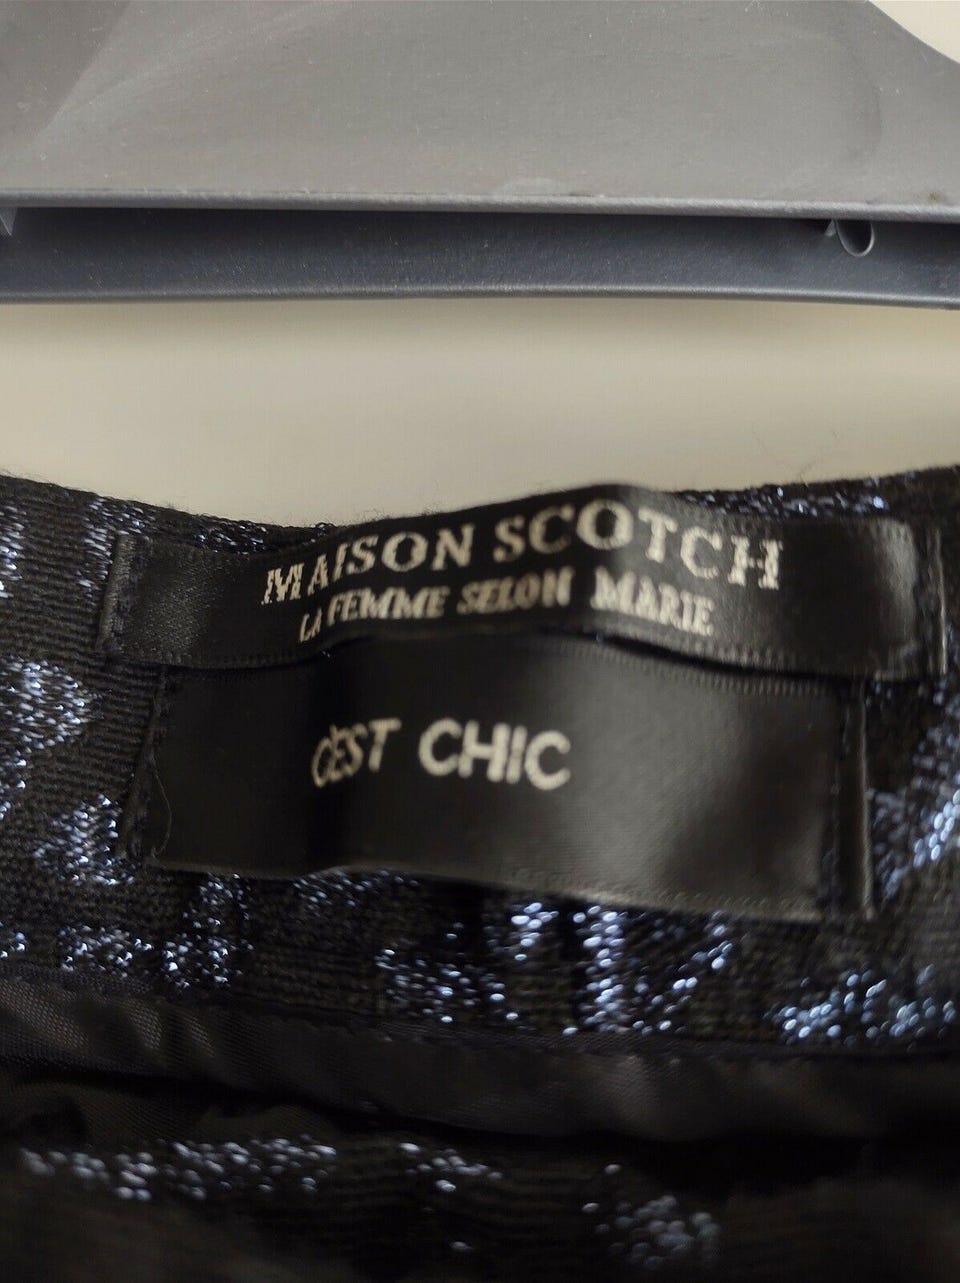 MAISON SCOTCH
LA FEMME SELON MARIE
C'EST CHIC